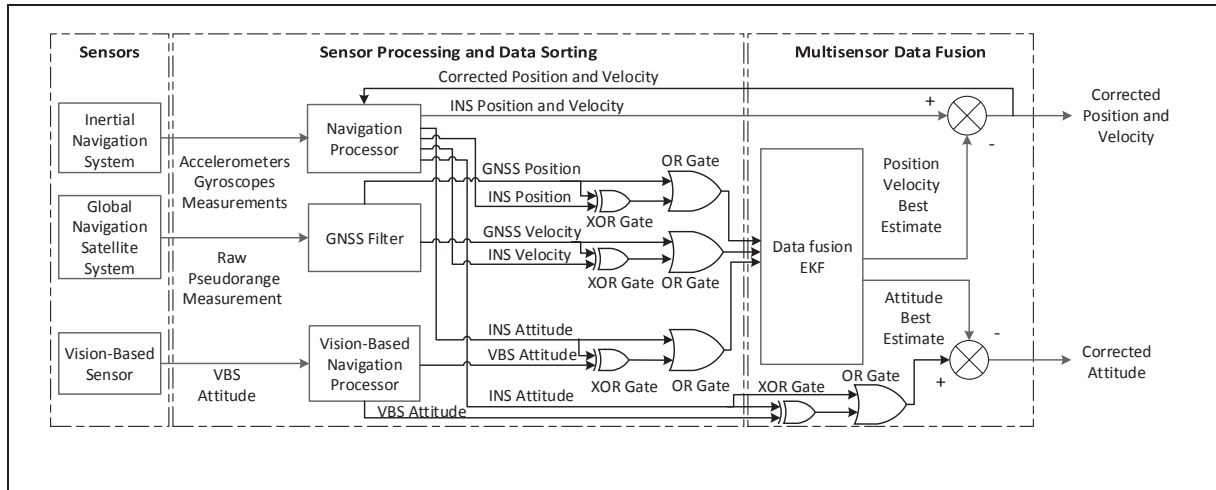 Sensors
Sensor Processing and Data Sorting
Multisensor Data Fusion
Corrected Position and Velocity
INS Position and Velocity
+
-
Corrected
Position and
Velocity
Inertial
Navigation
System
Navigation
Processor
Accelerometers
Gyroscopes
Measurements
GNSS Position
OR Gate
INS Position
XOR Gate
Position
Velocity
Best
Estimate
Global
Navigation
Satellite
System
GNSS Filter
GNSS Velocity
INS Velocity
XOR Gate
OR Gate
Data fusion
EKF
Raw
Pseudorange
Measurement
Attitude
Best
Estimate
-
+
Vision-Based
Sensor
Vision-Based
Navigation
Processor
INS Attitude
VBS Attitude
XOR Gate
OR Gate
VBS
Attitude
INS Attitude
VBS Attitude
XOR Gate
OR Gate
Corrected
Attitude